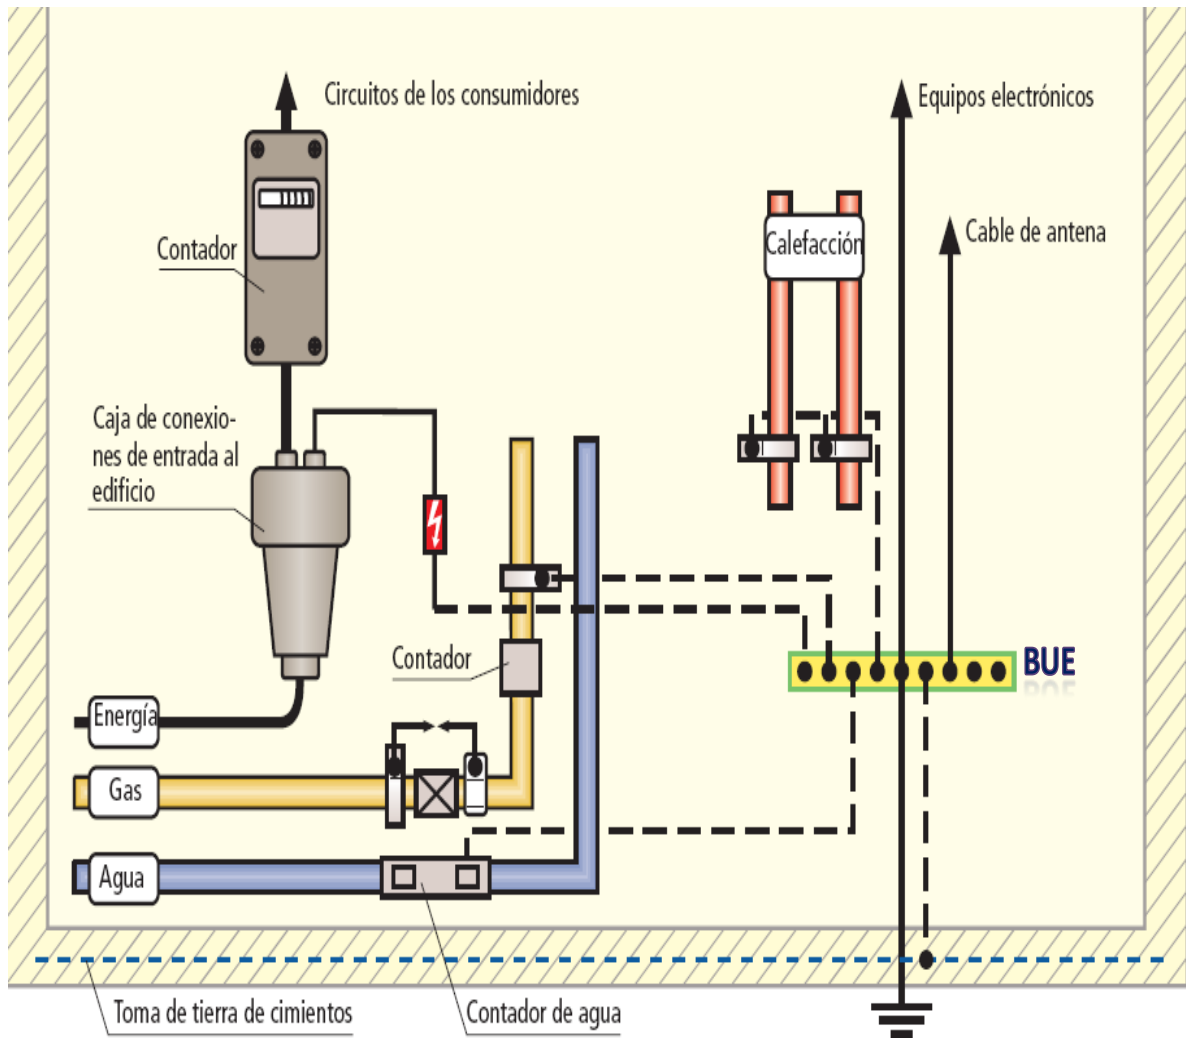 Circuitos de los consumidores
Equipos electrónicos
Contador
Calefacción
Cable de antena
Caja de conexio-
nes de entrada al
edificio
Contador
BUE
Energía
Gas
Agua
Toma de tierra de cimientos
Contador de agua